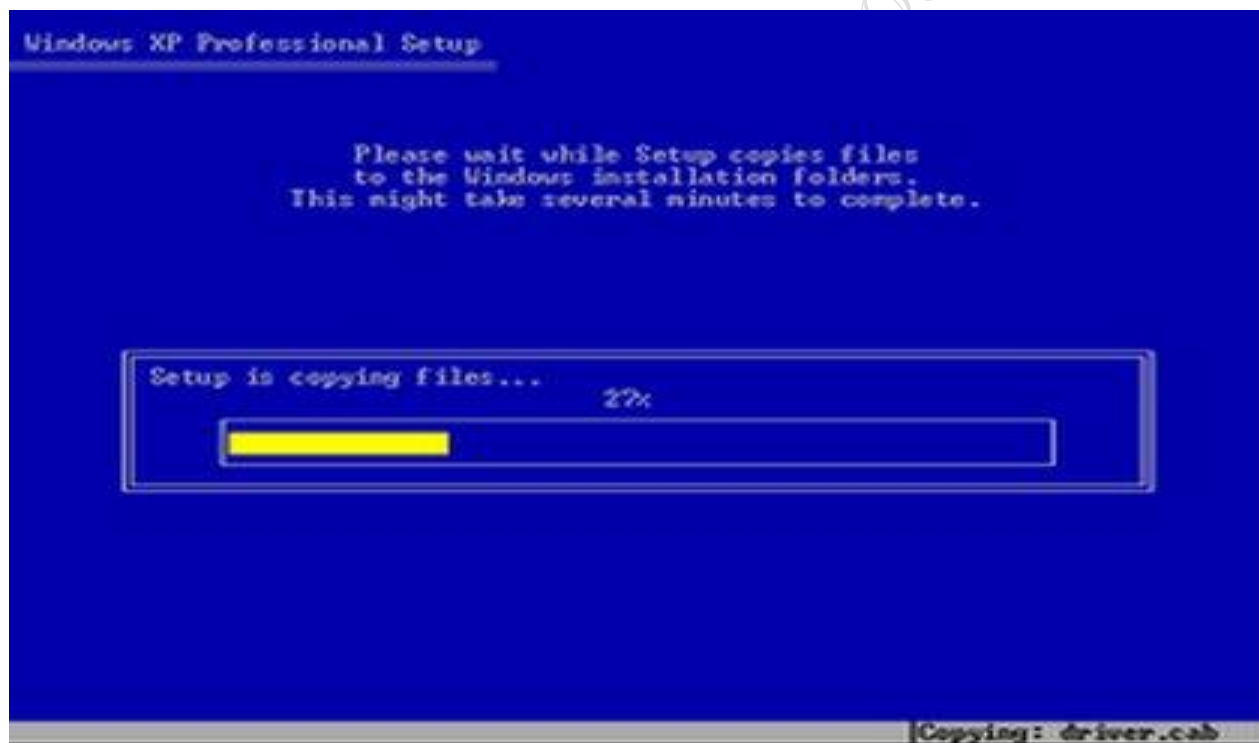 Windows XP Professional Setup
Please wait while Setup copies files
to the Windows installation folders.
This might take several minutes to complete.
Setup is copying files...
27%
Copying: driver.cab